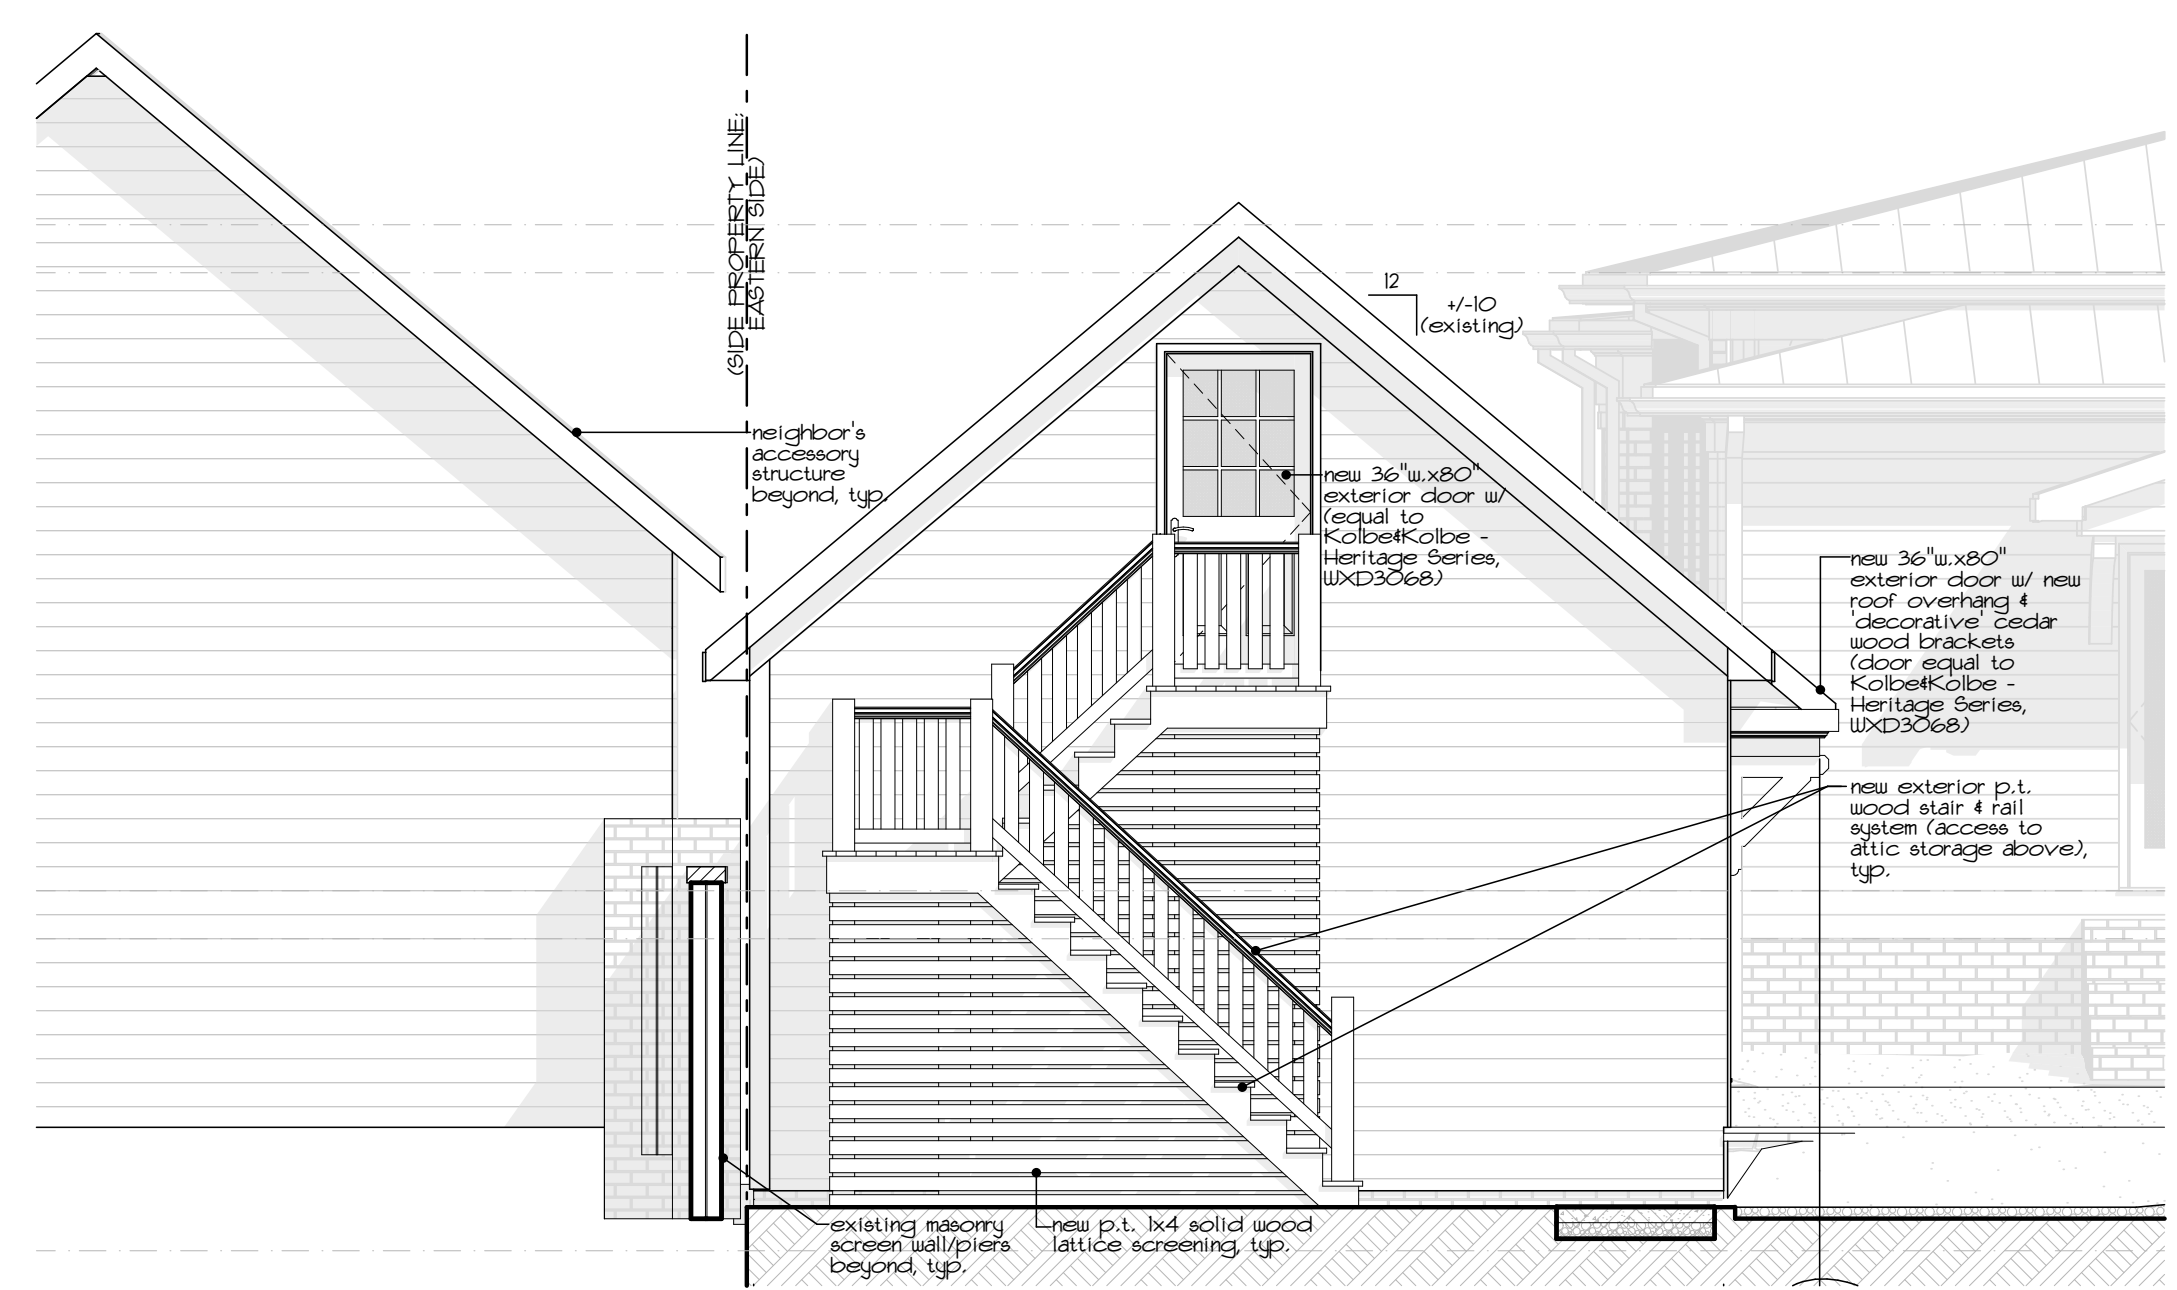 (SIDE PROPERTY LINE;
EASTERN SIDE)
12
+/-10
(existing)
neighbor's
accessory
structure
beyond, typ.
new 36"w.x80"
exterior door w/
(equal to
Kolbe&Kolbe -
Heritage Series,
WXD3068)
new 36"w.x80"
exterior door w/ new
roof overhang &
'decorative' cedar
wood brackets
(door equal to
Kolbe&Kolbe -
Heritage Series,
WXD3068)
new exterior p.t.
wood stair & rail
system (access to
attic storage above),
typ.
existing masonry
screen wall/piers
beyond, typ.
new p.t. 1x4 solid wood
lattice screening, typ.